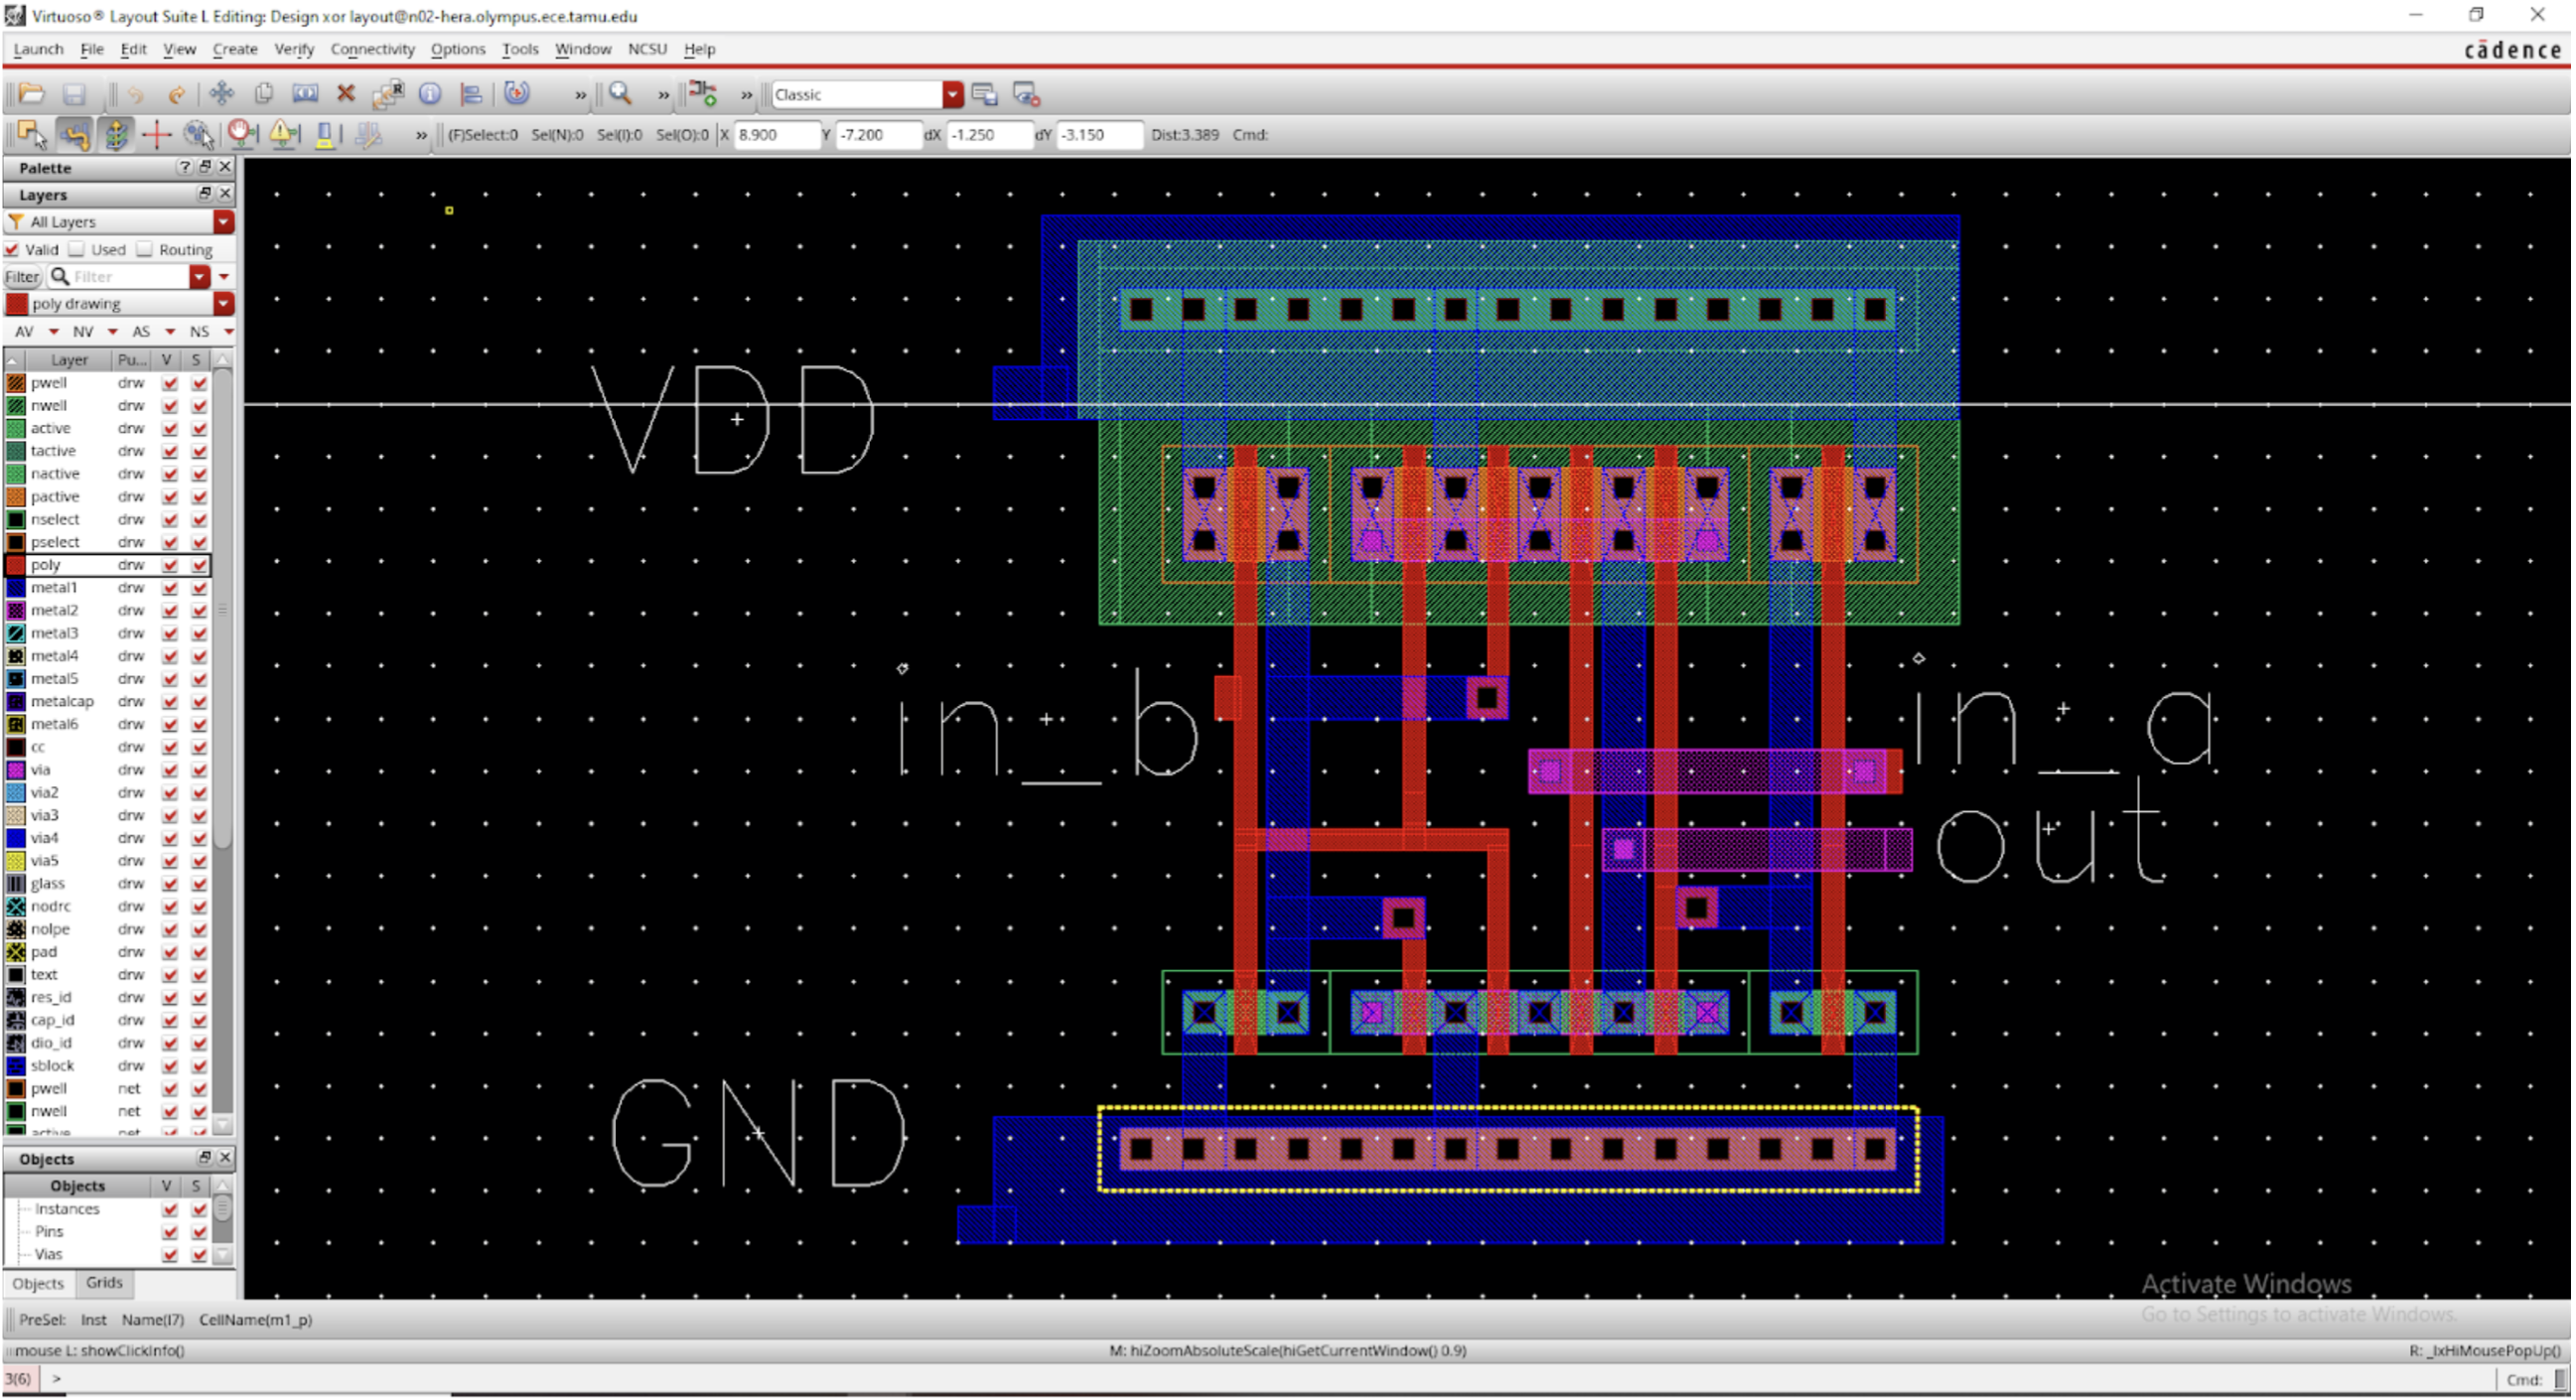 Virtuoso® Layout Suite L Editing: Design xor layout@n02-hera.olympus.ece.tamu.edu
Launch File Edit View Create Verify Connectivity Options Tools Window NCSU Help
cādence
» » » Classic
» (F)Select:0 Sel(N):0 Sel(I):0 Sel(O):0 X 8.900 Y -7.200 dX -1.250 dY -3.150 Dist:3.389 Cmd:
Palette
Layers
All Layers
Valid Used Routing
Filter Filter
poly drawing
AV NV AS NS
Layer Pu... V S
pwell drw
nwell drw
active drw
tactive drw
nactive drw
pactive drw
nselect drw
pselect drw
poly drw
metal1 drw
metal2 drw
metal3 drw
metal4 drw
metal5 drw
metalcap drw
metal6 drw
cc drw
via drw
via2 drw
via3 drw
via4 drw
via5 drw
glass drw
nodrc drw
nolpe drw
pad drw
text drw
res_id drw
cap_id drw
dio_id drw
sblock drw
pwell net
nwell net
active net
Objects
Objects V S
Instances
Pins
Vias
Objects Grids
VDD
in_b
in_a
out
GND
Activate Windows
Go to Settings to activate Windows.
PreSel: Inst Name(I7) CellName(m1_p)
mouse L: showClickInfo() M: hiZoomAbsoluteScale(hiGetCurrentWindow() 0.9) R: _lxHiMousePopUp()
3(6) > Cmd: